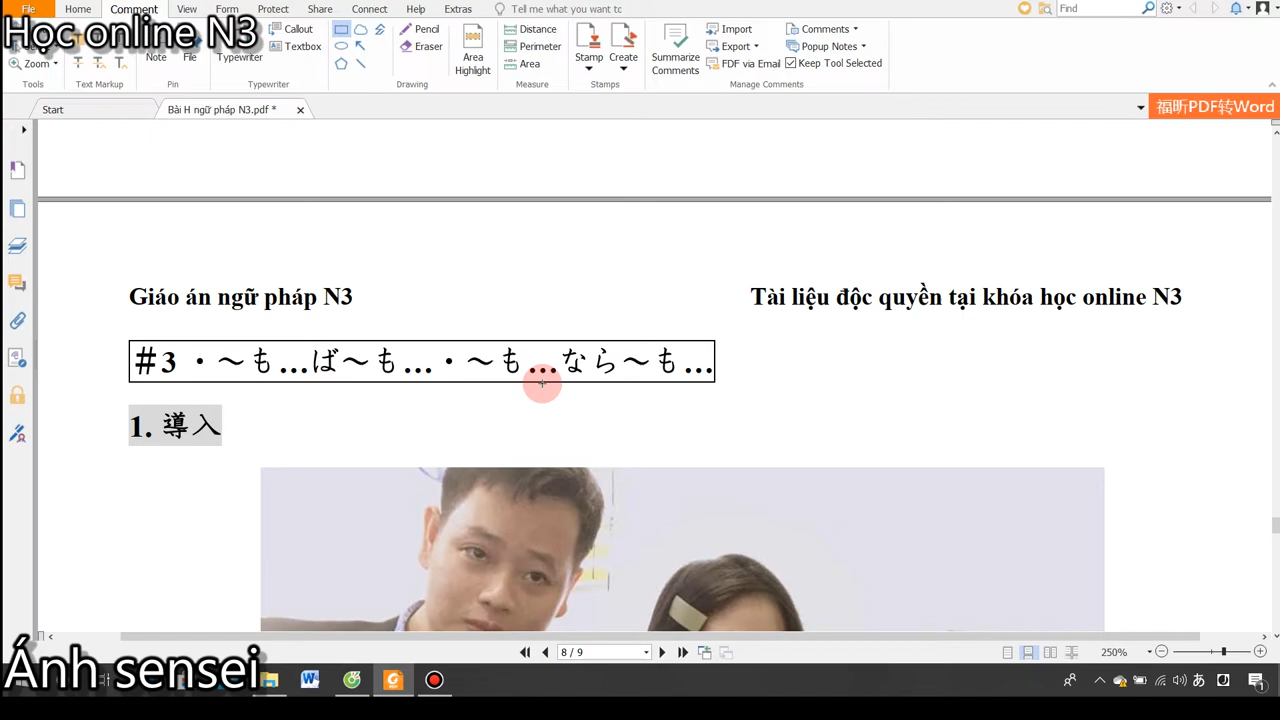 File Home Comment View Form Protect Share Connect Help Extras Tell me what you want to Find
Học online N3
Callout Pencil Distance Import Comments
Textbox Eraser Perimeter Export Popup Notes
Zoom Typewriter Note File Area Highlight Area Stamp Create Summarize Comments FDF via Email Keep Tool Selected
Tools Text Markup Pin Typewriter Drawing Measure Stamps Manage Comments
Start Bài H ngữ pháp N3.pdf * 福昕PDF转Word
Giáo án ngữ pháp N3 Tài liệu độc quyền tại khóa học online N3
#3 ・～も…ば～も…・～も…なら～も…
1. 導入
8 / 9 250%
Ánh sensei
あ